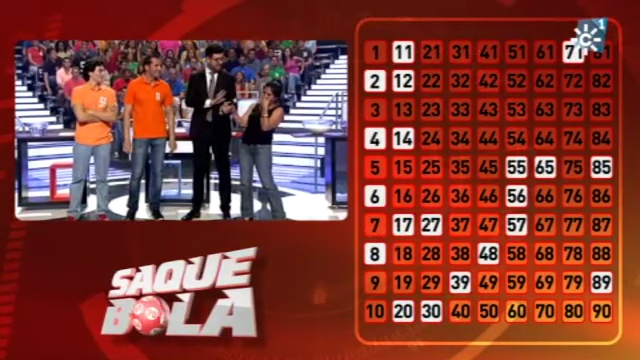 1 11 21 31 41 51 61 71 81
2 12 22 32 42 52 62 72 82
3 13 23 33 43 53 63 73 83
4 14 24 34 44 54 64 74 84
5 15 25 35 45 55 65 75 85
6 16 26 36 46 56 66 76 86
7 17 27 37 47 57 67 77 87
8 18 28 38 48 58 68 78 88
9 19 29 39 49 59 69 79 89
10 20 30 40 50 60 70 80 90
SAQUE
BOLA